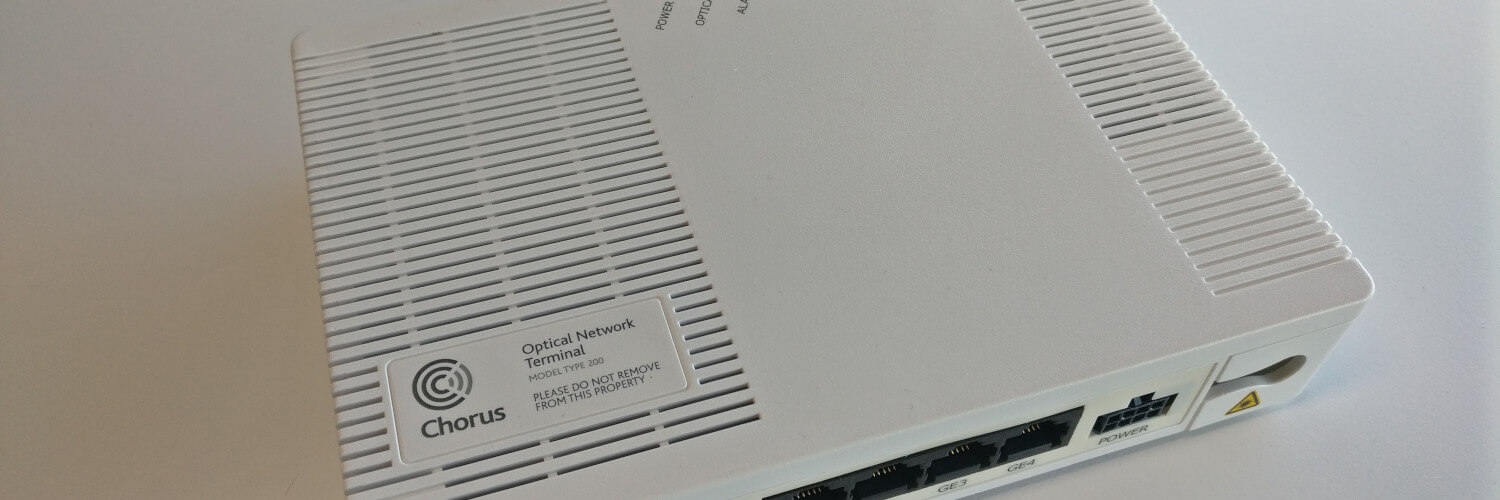 POWER
Optical Network
Terminal
MODEL TYPE 200
PLEASE DO NOT REMOVE
FROM THIS PROPERTY
Chorus
GE3
GE4
POWER